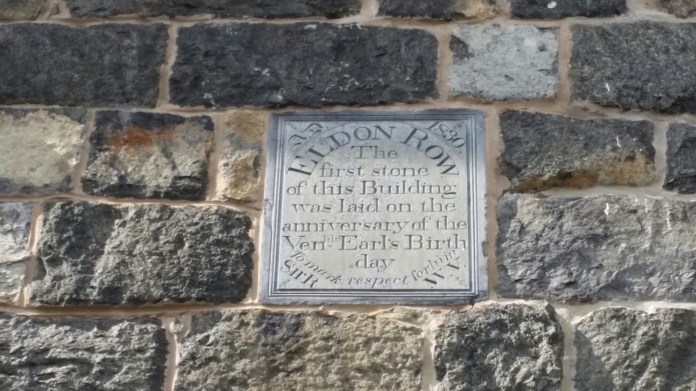 AD 1830
ELDON ROW
The
first stone
of this Building
was laid on the
anniversary of the
Venble Earl's Birth
day
To mark respect for him